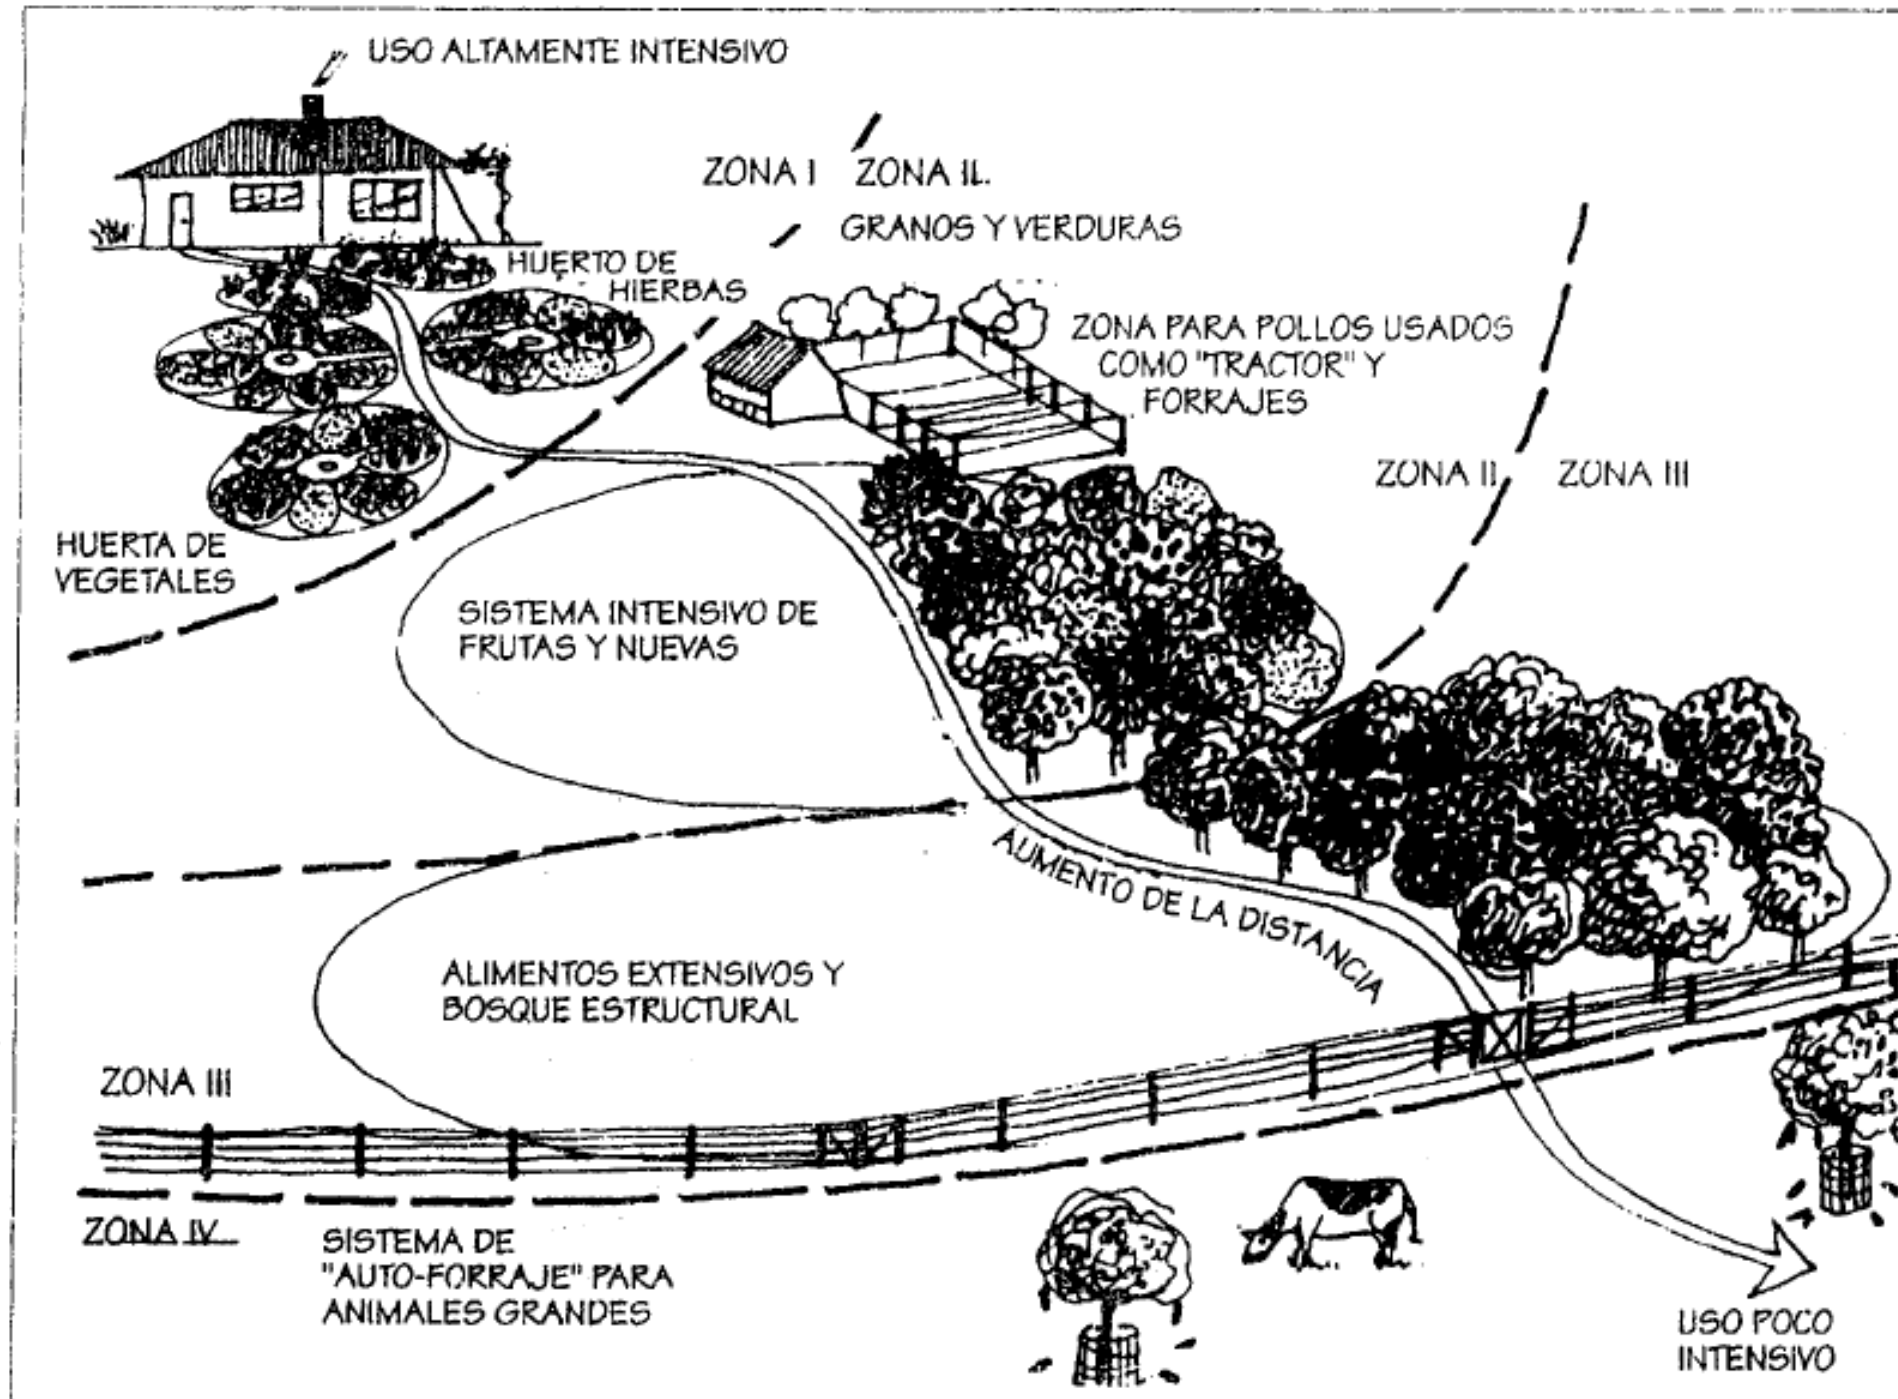 USO ALTAMENTE INTENSIVO
ZONA I
ZONA II.
GRANOS Y VERDURAS
HUERTO DE
HIERBAS
ZONA PARA POLLOS USADOS
COMO "TRACTOR" Y
FORRAJES
ZONA II
ZONA III
HUERTA DE
VEGETALES
SISTEMA INTENSIVO DE
FRUTAS Y NUEVAS
AUMENTO DE LA DISTANCIA
ALIMENTOS EXTENSIVOS Y
BOSQUE ESTRUCTURAL
ZONA III
ZONA IV
SISTEMA DE
"AUTO-FORRAJE" PARA
ANIMALES GRANDES
USO POCO
INTENSIVO